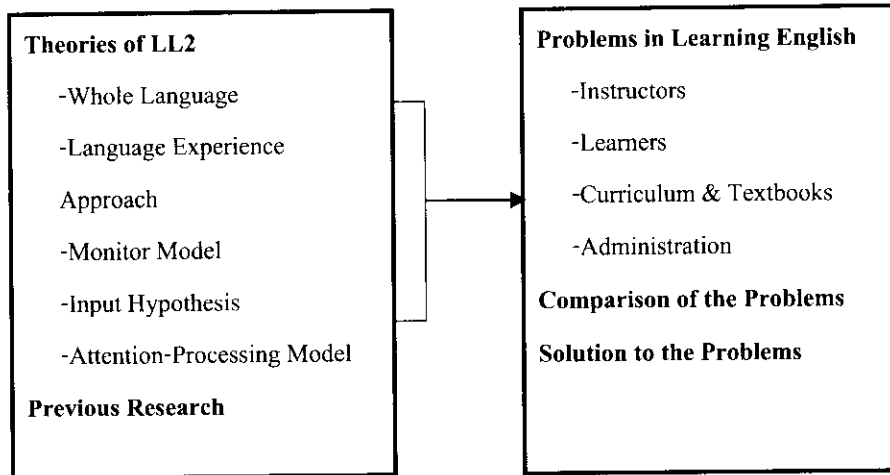 Theories of LL2
-Whole Language
-Language Experience
Approach
-Monitor Model
-Input Hypothesis
-Attention-Processing Model
Previous Research
Problems in Learning English
-Instructors
-Learners
-Curriculum & Textbooks
-Administration
Comparison of the Problems
Solution to the Problems